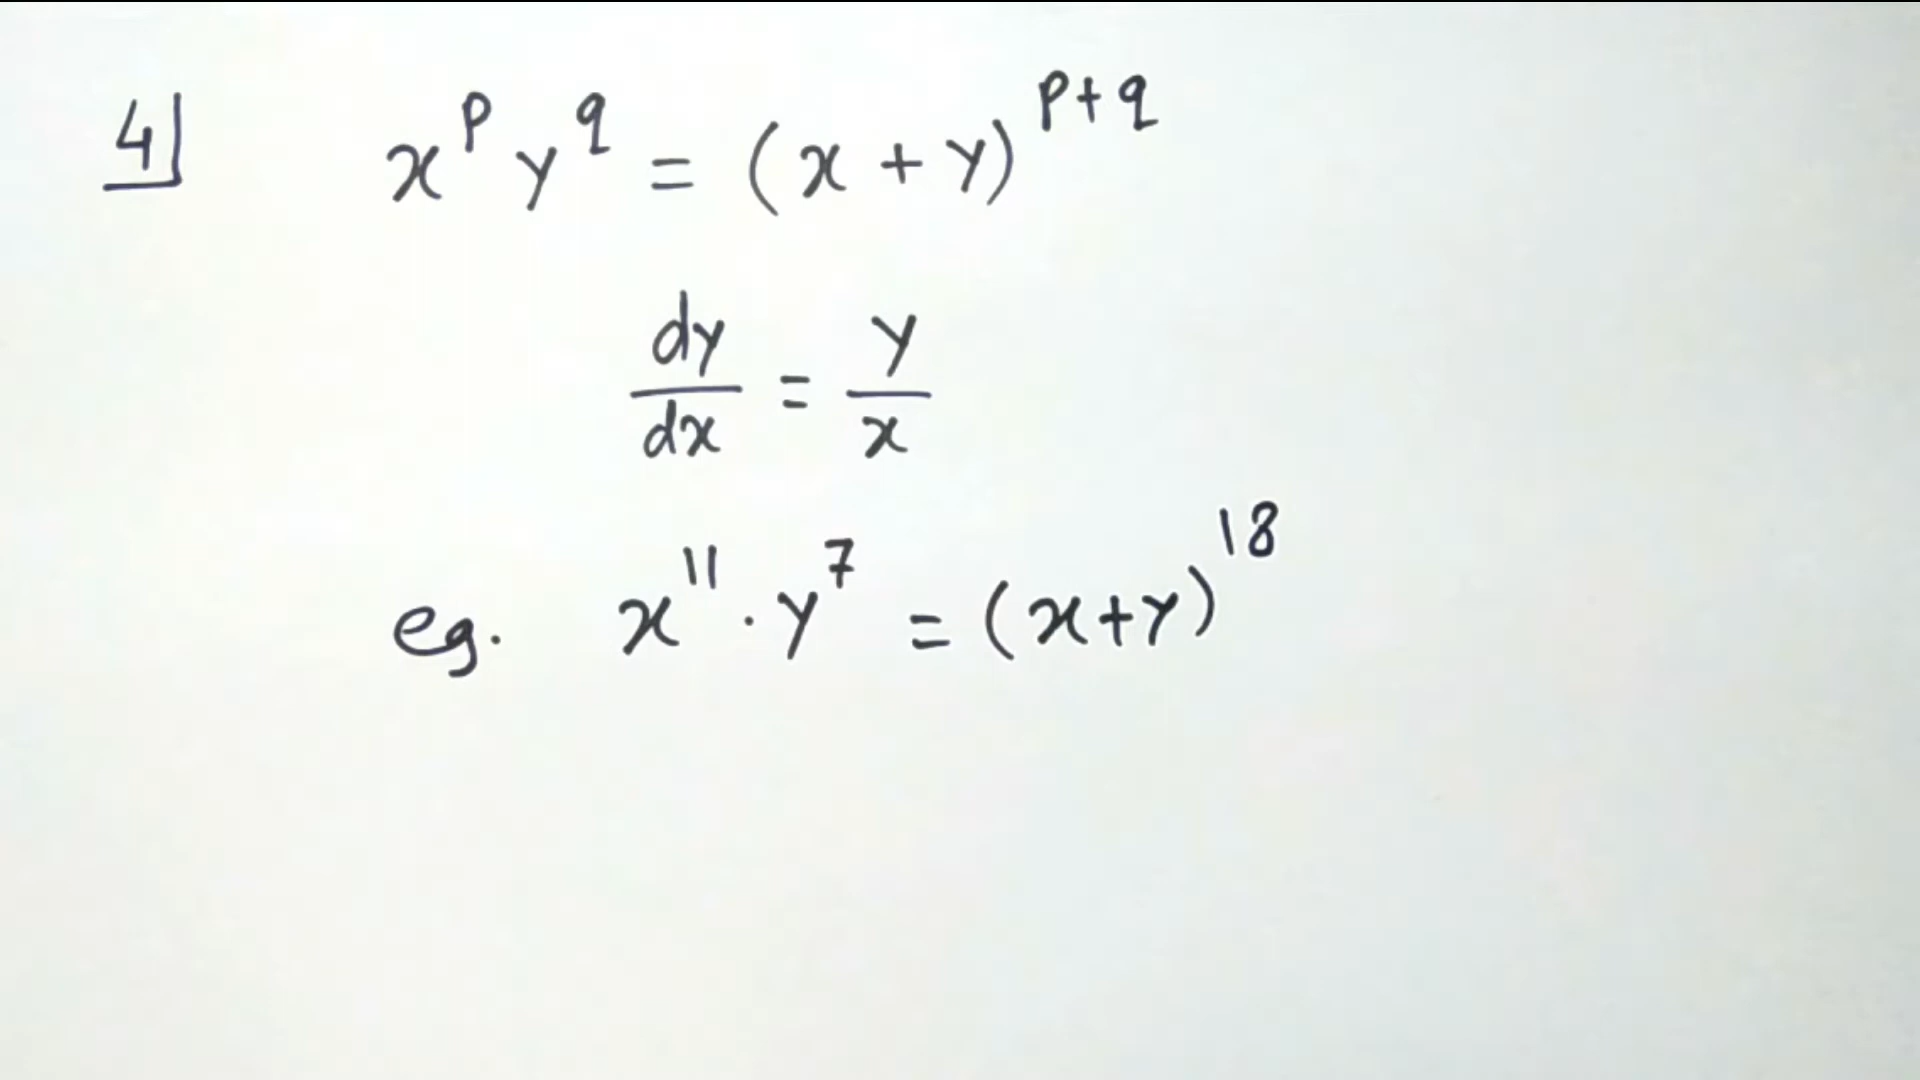 4
x^p y^q = (x + y)^{p+q}
dy/dx = y/x
eg. x^{11} · y^7 = (x+y)^{18}